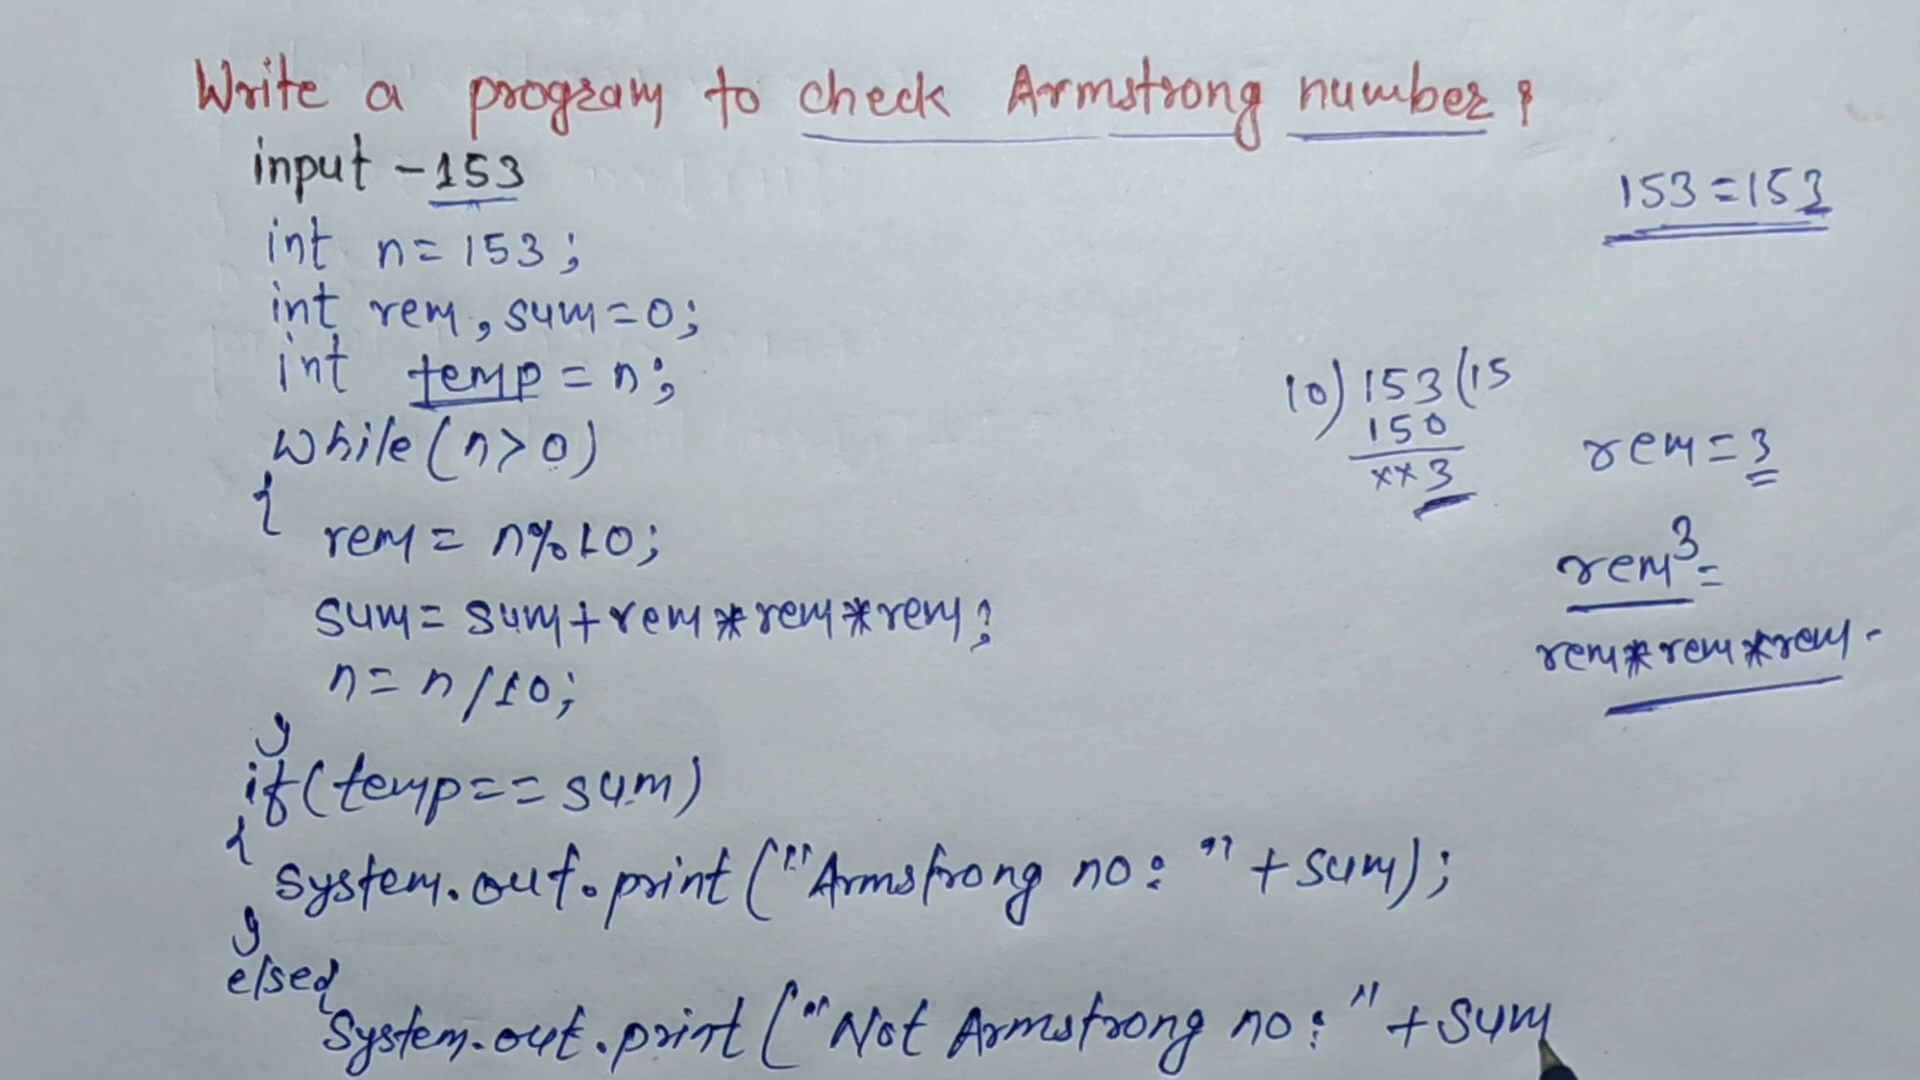 Write a program to check Armstrong number ?
input - 153
int n = 153;
int rem, sum = 0;
int temp = n;
while (n > 0)
{
rem = n % 10;
sum = sum + rem * rem * rem;
n = n / 10;
}
if (temp == sum)
{
System.out.print ("Armstrong no: " + sum);
}
else{
System.out.print ("Not Armstrong no: " + sum
153 = 153
10) 153 (15
150
xx3
rem = 3
rem³ =
rem * rem * rem.